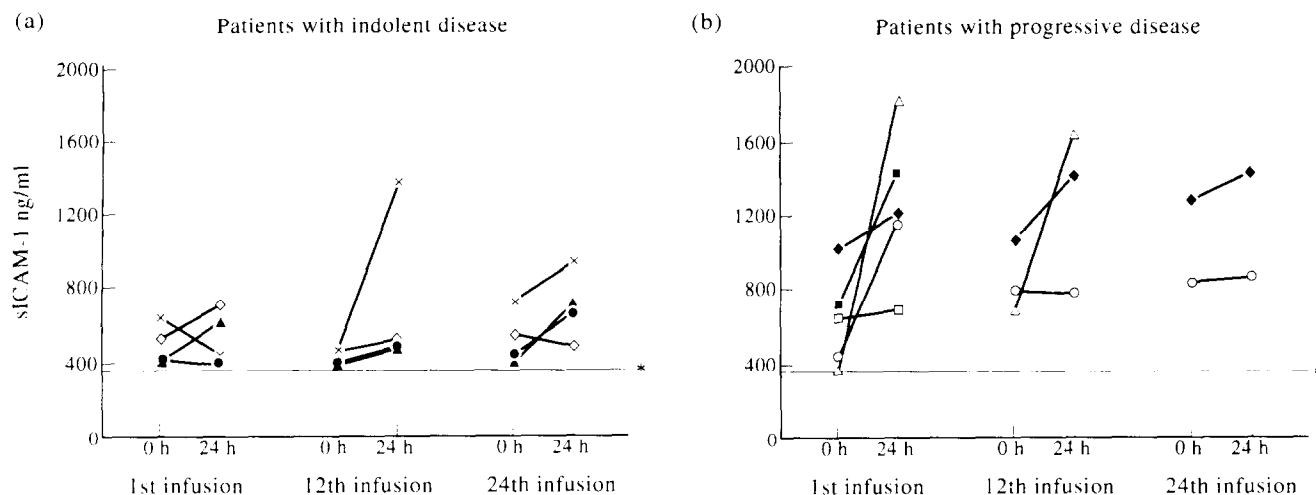 (a)
Patients with indolent disease
sICAM-1 ng/ml
2000
1600
1200
800
400
0
0 h 24 h 0 h 24 h 0 h 24 h
1st infusion 12th infusion 24th infusion
*
(b)
Patients with progressive disease
2000
1600
1200
800
400
0
0 h 24 h 0 h 24 h 0 h 24 h
1st infusion 12th infusion 24th infusion